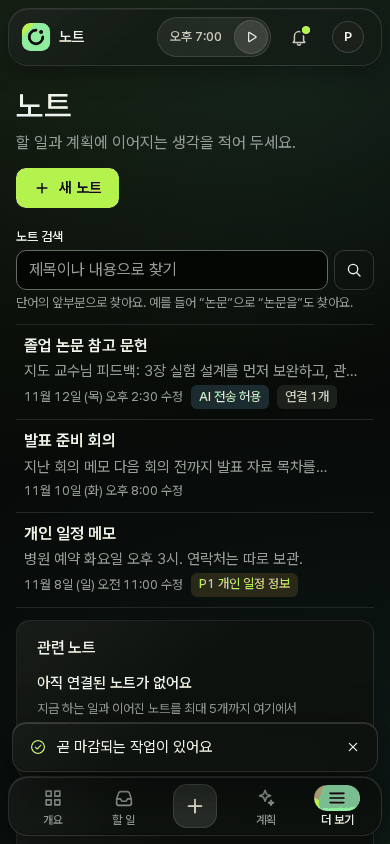 노트
오후 7:00
P
노트
할 일과 계획에 이어지는 생각을 적어 두세요.
+ 새 노트
노트 검색
제목이나 내용으로 찾기
단어의 앞부분으로 찾아요. 예를 들어 “논문”으로 “논문을”도 찾아요.
졸업 논문 참고 문헌
지도 교수님 피드백: 3장 실험 설계를 먼저 보완하고, 관…
11월 12일 (목) 오후 2:30 수정 AI 전송 허용 연결 1개
발표 준비 회의
지난 회의 메모 다음 회의 전까지 발표 자료 목차를…
11월 10일 (화) 오후 8:00 수정
개인 일정 메모
병원 예약 화요일 오후 3시. 연락처는 따로 보관.
11월 8일 (일) 오전 11:00 수정 P1 개인 일정 정보
관련 노트
아직 연결된 노트가 없어요
지금 하는 일과 이어진 노트를 최대 5개까지 여기에서
곧 마감되는 작업이 있어요
개요 할 일 계획 더 보기